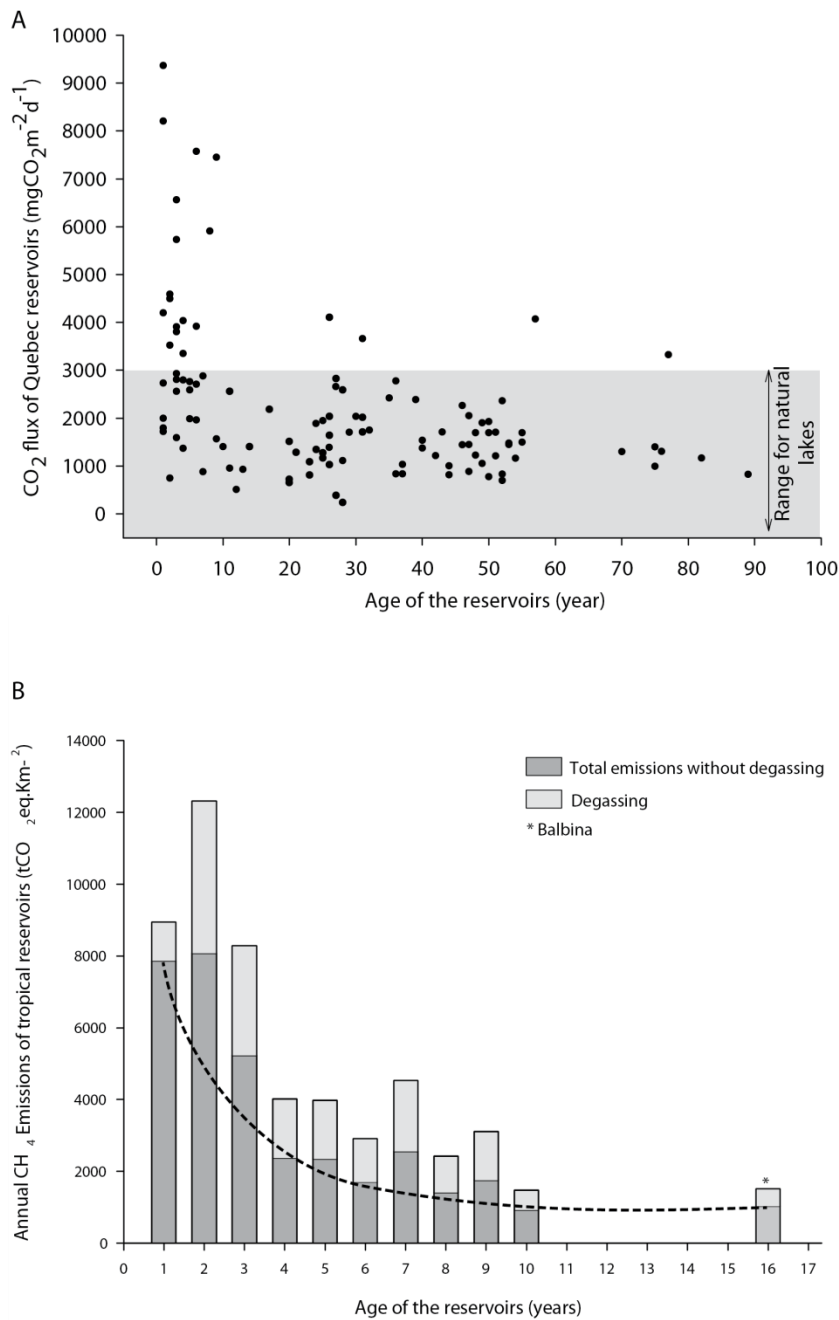 A
10000
9000
8000
7000
6000
5000
4000
3000
2000
1000
0
CO2 flux of Quebec reservoirs (mgCO2m-2d-1)
Range for natural
lakes
0 10 20 30 40 50 60 70 80 90 100
Age of the reservoirs (year)
B
14000
12000
10000
8000
6000
4000
2000
0
Annual CH 4 Emissions of tropical reservoirs (tCO 2eq.Km- 2)
Total emissions without degassing
Degassing
* Balbina
*
0 1 2 3 4 5 6 7 8 9 10 11 12 13 14 15 16 17
Age of the reservoirs (years)